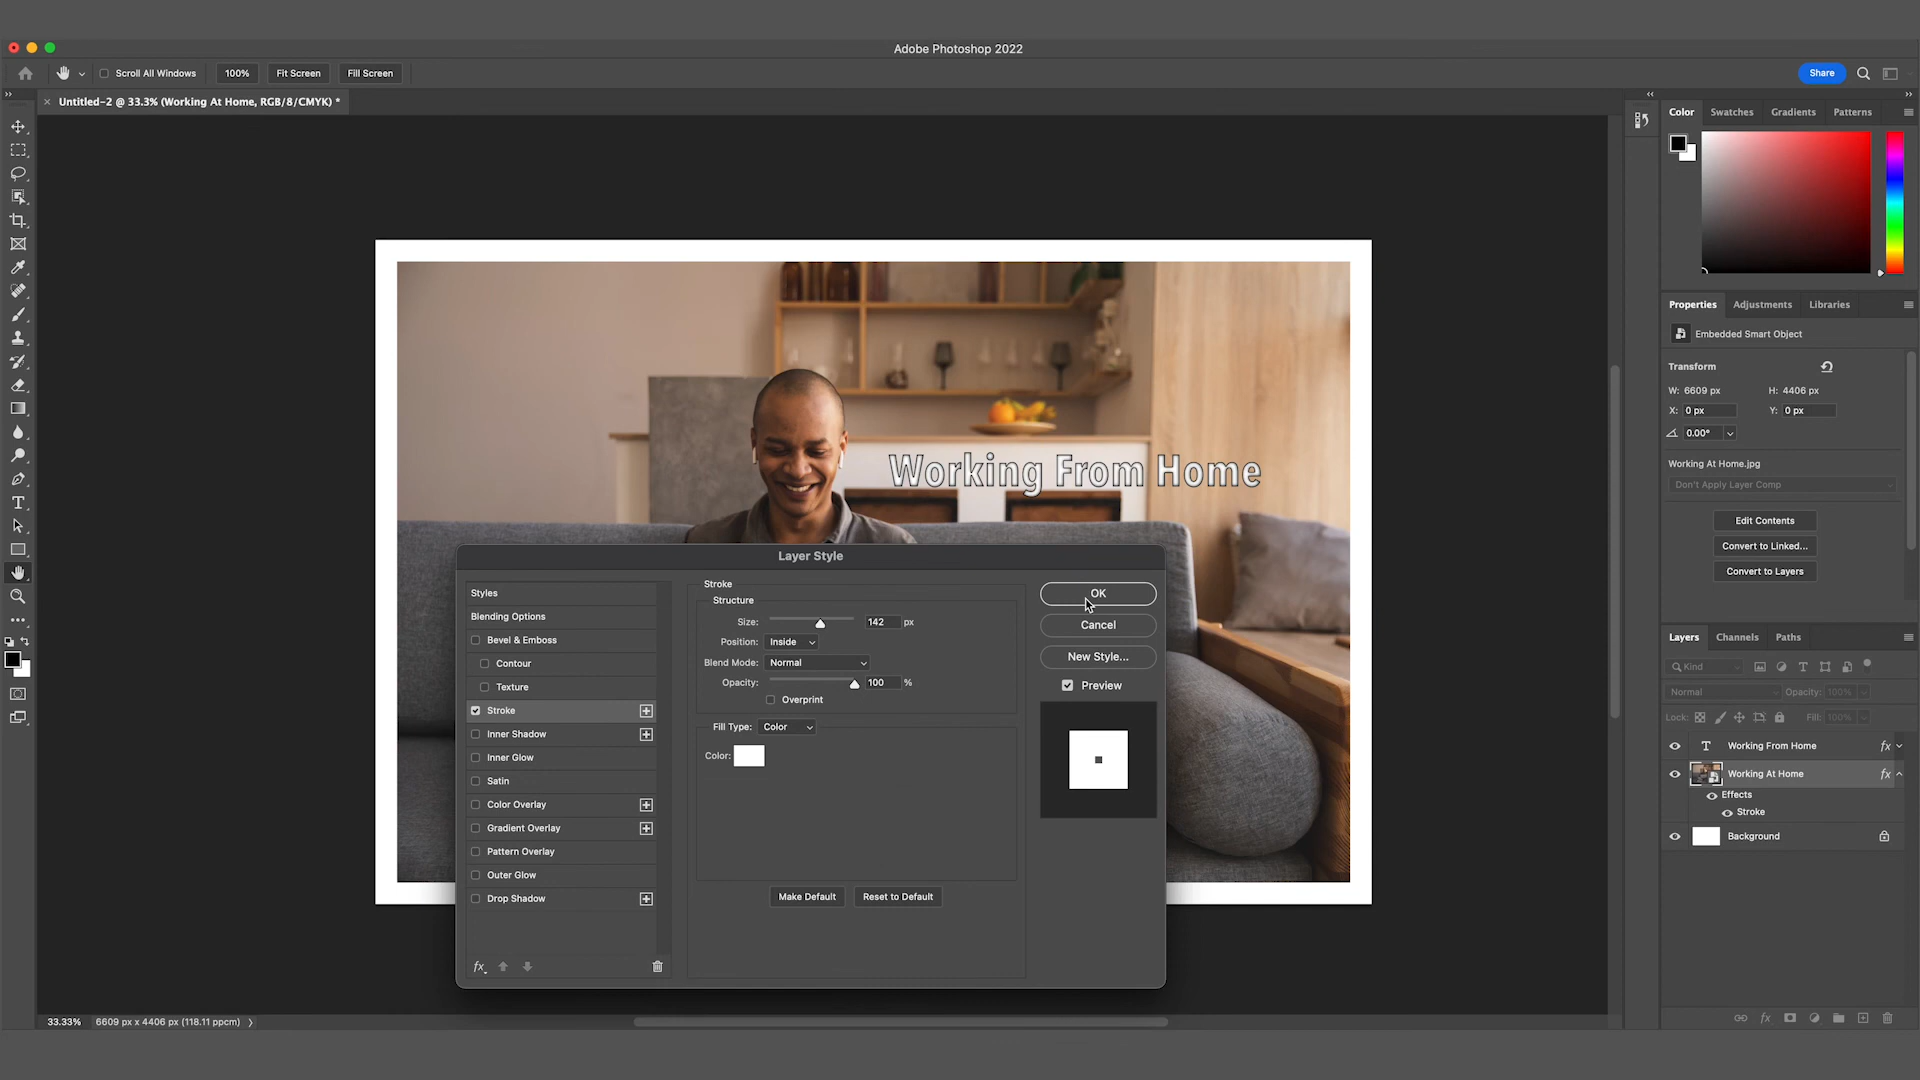 Adobe Photoshop 2022
Scroll All Windows 100% Fit Screen Fill Screen Share
Untitled-2 @ 33.3% (Working At Home, RGB/8/CMYK) *
Color Swatches Gradients Patterns
Properties Adjustments Libraries
Embedded Smart Object
Transform
W: 6609 px H: 4406 px
X: 0 px Y: 0 px
0.00°
Working At Home.jpg
Don't Apply Layer Comp
Edit Contents
Convert to Linked...
Convert to Layers
Working From Home
Layer Style
Styles
Blending Options
Bevel & Emboss
Contour
Texture
Stroke
Inner Shadow
Inner Glow
Satin
Color Overlay
Gradient Overlay
Pattern Overlay
Outer Glow
Drop Shadow
fx
Stroke
Structure
Size: 142 px
Position: Inside
Blend Mode: Normal
Opacity: 100 %
Overprint
Fill Type: Color
Color:
Make Default Reset to Default
OK
Cancel
New Style...
Preview
Layers Channels Paths
Kind
Normal Opacity: 100%
Lock: Fill: 100%
T Working From Home fx
Working At Home fx
Effects
Stroke
Background
fx
33.33% 6609 px x 4406 px (118.11 ppcm)